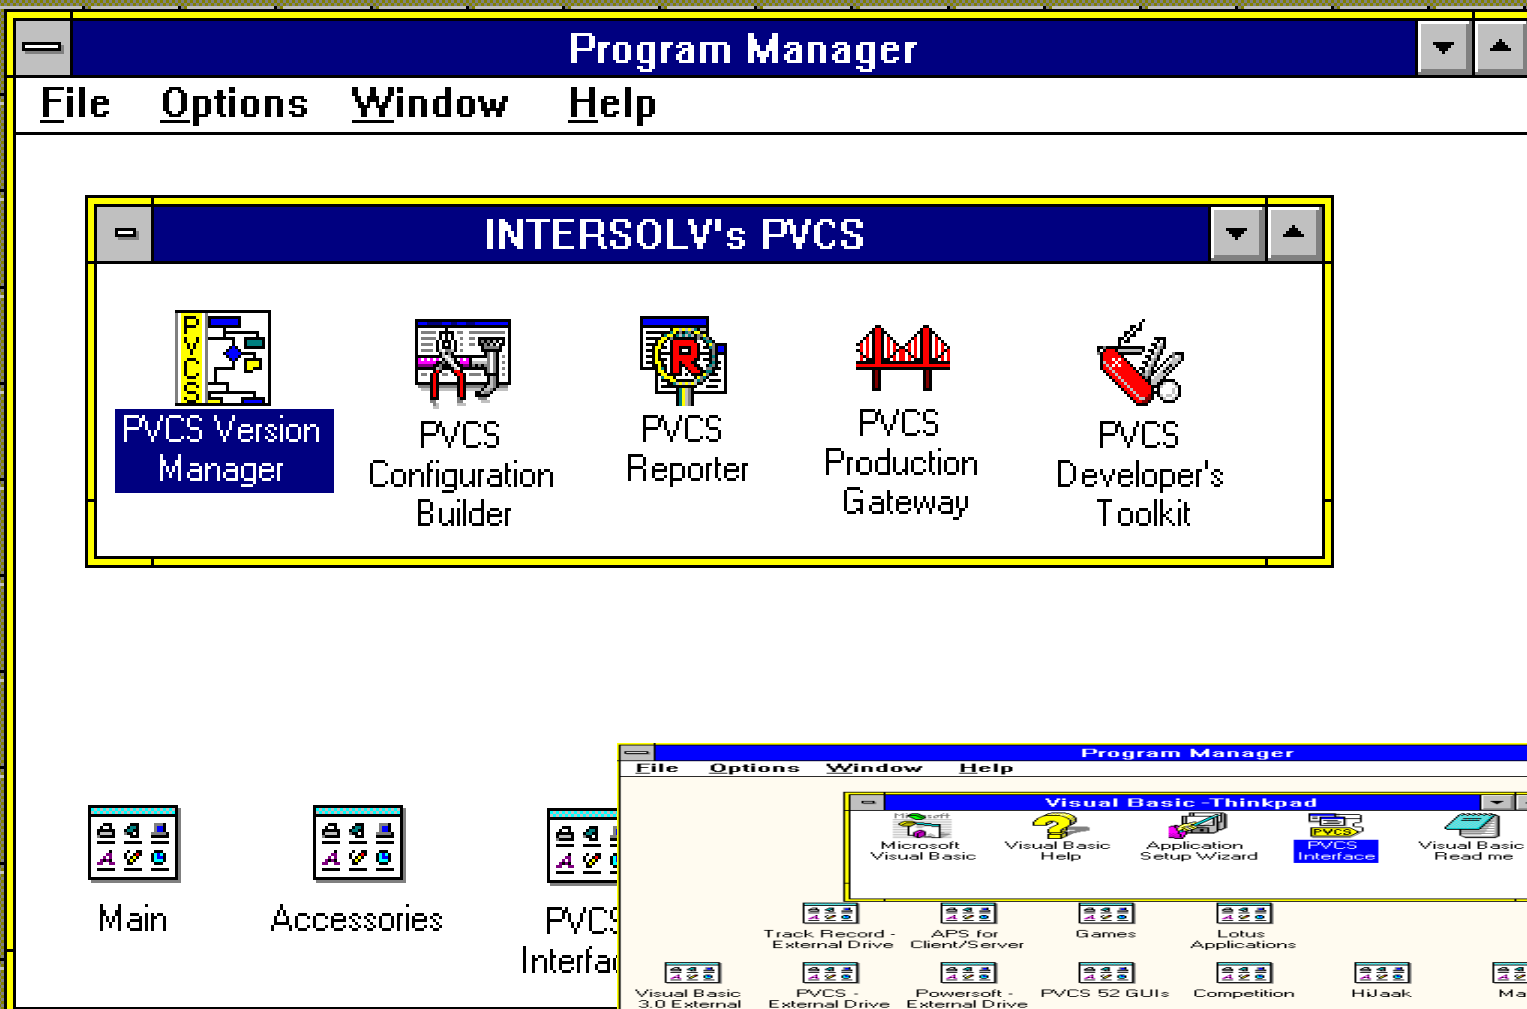 Program Manager
File Options Window Help
INTERSOLV's PVCS
PVCS
PVCS Version
Manager
PVCS
Configuration
Builder
R
PVCS
Reporter
PVCS
Production
Gateway
PVCS
Developer's
Toolkit
Main
Accessories
PVCS
Program Manager
File Options Window Help
Visual Basic -Thinkpad
Microsoft
Visual Basic
Visual Basic
Help
Application
Setup Wizard
PVCS
PVCS
Interface
Visual Basic
Read me
Track Record -
External Drive
APS for
Client/Server
Games
Lotus
Applications
Visual Basic
3.0 External
PVCS -
External Drive
Powersoft -
External Drive
PVCS 52 GUIs
Competition
HiJaak